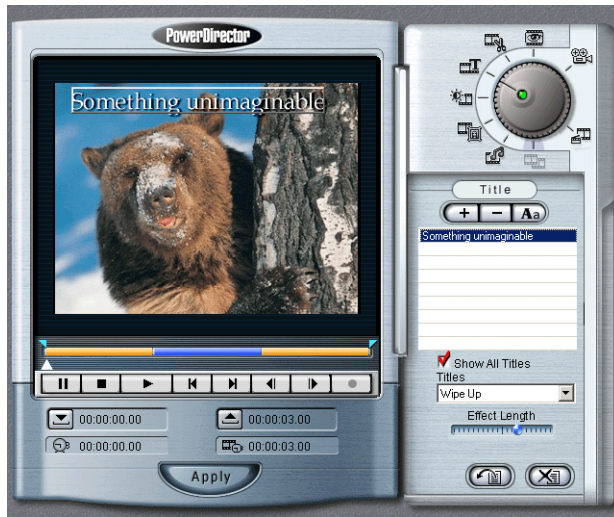 PowerDirector
Something unimaginable
Title
+ − Aa
Something unimaginable
Show All Titles
Titles
Wipe Up
Effect Length
00:00:00.00
00:00:03.00
00:00:00.00
00:00:03.00
Apply